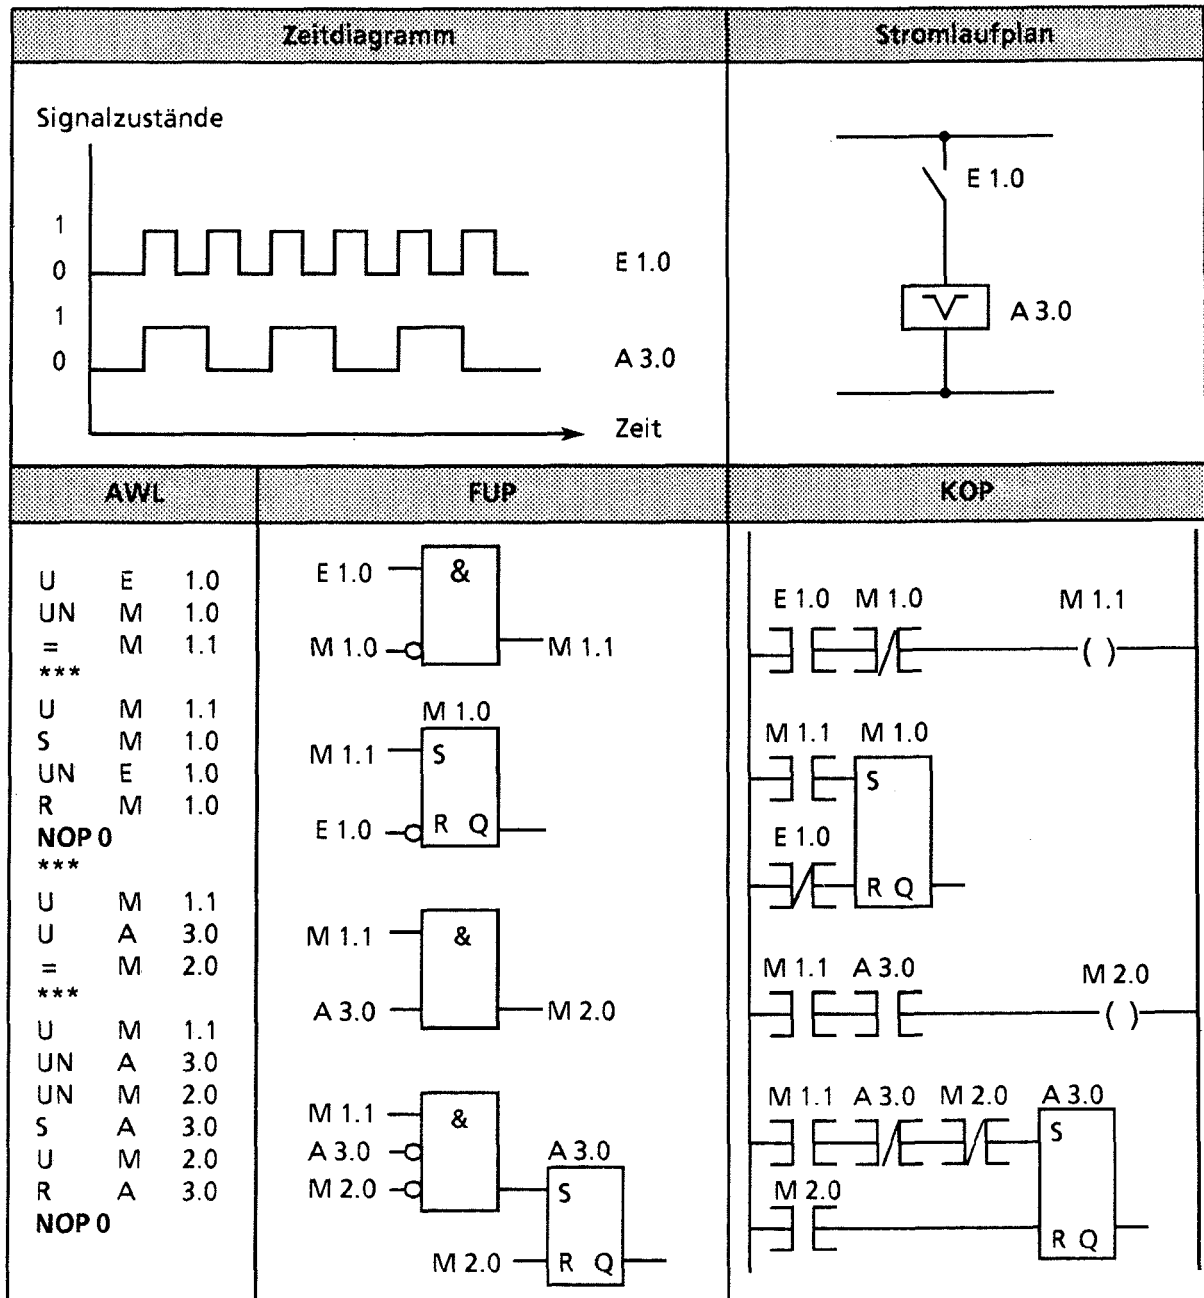 Zeitdiagramm
Stromlaufplan
Signalzustände
1
0
E 1.0
1
0
A 3.0
Zeit
E 1.0
A 3.0
AWL
FUP
KOP
U E 1.0
UN M 1.0
= M 1.1
***
U M 1.1
S M 1.0
UN E 1.0
R M 1.0
NOP 0
***
U M 1.1
U A 3.0
= M 2.0
***
U M 1.1
UN A 3.0
UN M 2.0
S A 3.0
U M 2.0
R A 3.0
NOP 0
E 1.0 &
M 1.0 M 1.1
M 1.0
M 1.1 S
E 1.0 R Q
M 1.1 &
A 3.0 M 2.0
M 1.1 &
A 3.0 A 3.0
M 2.0 S
M 2.0 R Q
E 1.0 M 1.0 M 1.1
( )
M 1.1 M 1.0
S
E 1.0
R Q
M 1.1 A 3.0 M 2.0
( )
M 1.1 A 3.0 M 2.0 A 3.0
S
M 2.0
R Q